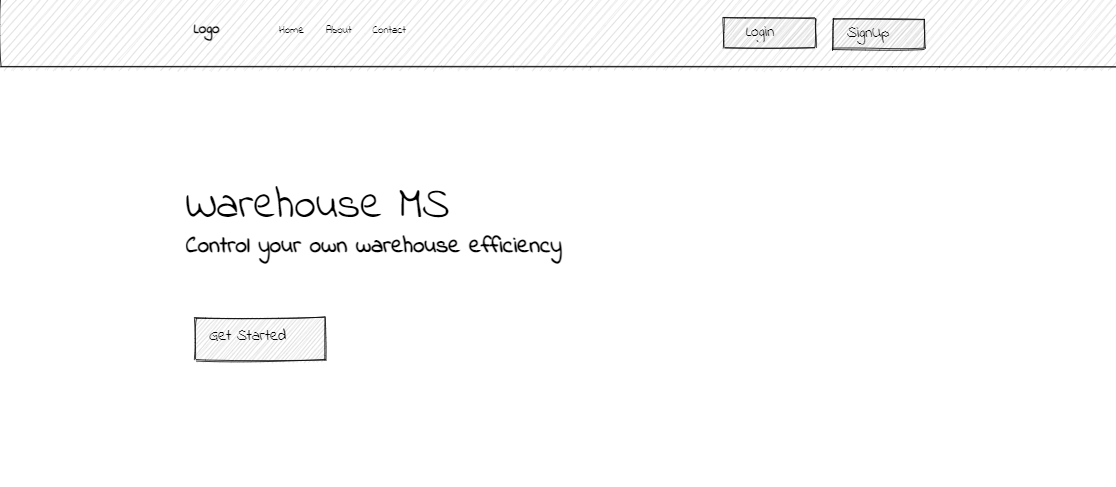 Logo Home About Contact Login SignUp
Warehouse MS
Control your own warehouse efficiency
Get Started